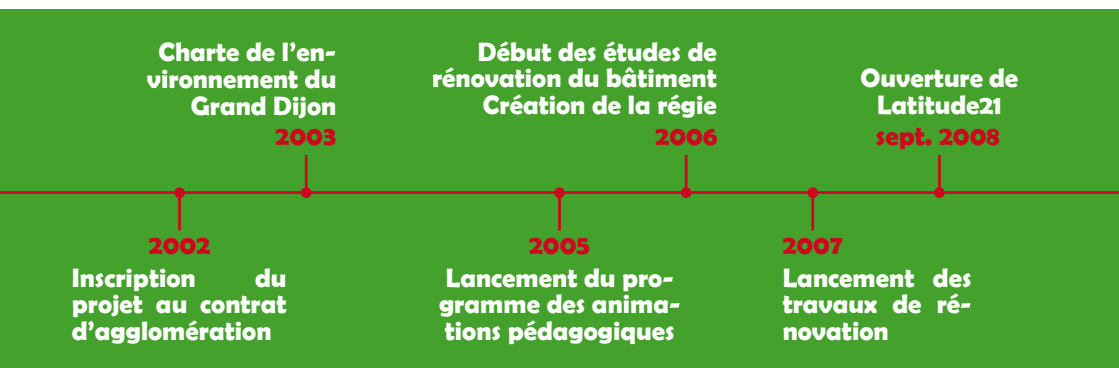 Charte de l'en-
vironnement du
Grand Dijon
2003
Début des études de
rénovation du bâtiment
Création de la régie
2006
Ouverture de
Latitude21
sept. 2008
2002
Inscription du
projet au contrat
d'agglomération
2005
Lancement du pro-
gramme des anima-
tions pédagogiques
2007
Lancement des
travaux de ré-
novation